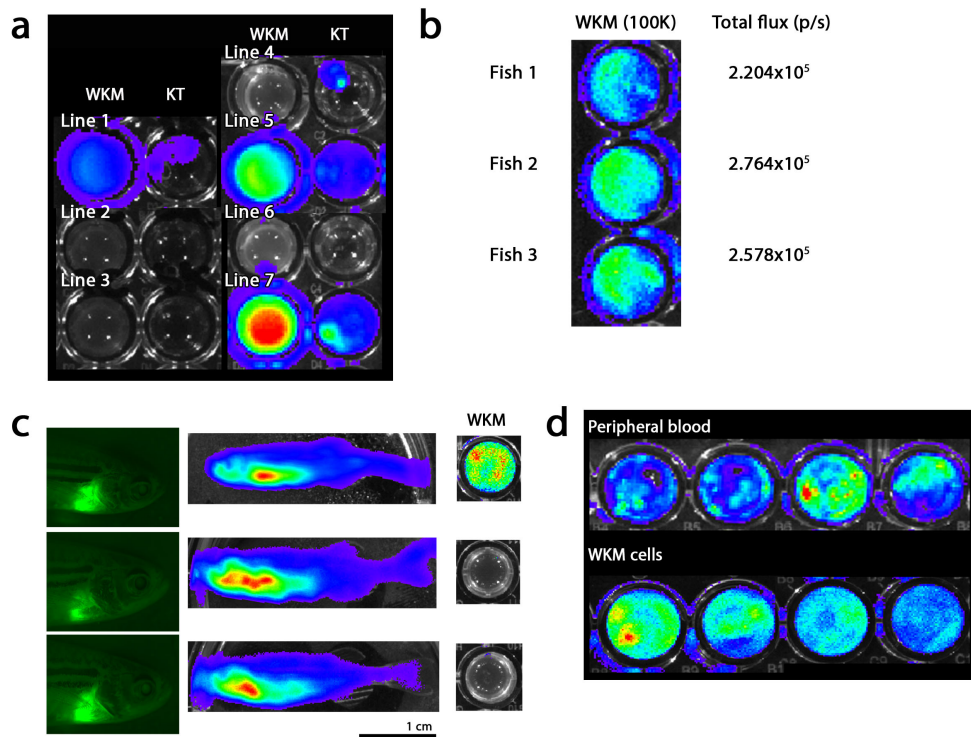 a
WKM KT
Line 4
WKM KT
Line 1
Line 5
Line 2
Line 6
Line 3
Line 7
b
WKM (100K) Total flux (p/s)
Fish 1 2.204x10⁵
Fish 2 2.764x10⁵
Fish 3 2.578x10⁵
c
WKM
1 cm
d
Peripheral blood
WKM cells